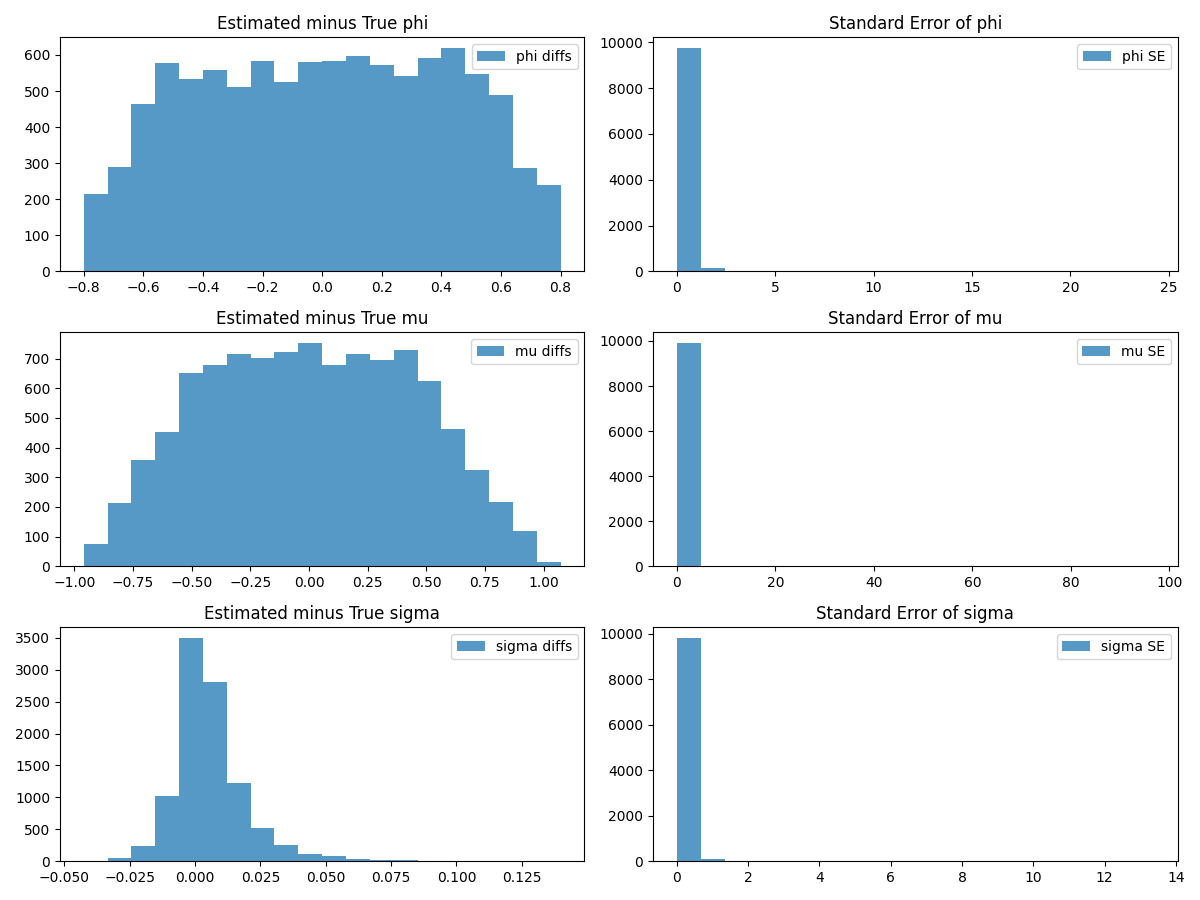 Estimated minus True phi
phi diffs
600
500
400
300
200
100
0
−0.8 −0.6 −0.4 −0.2 0.0 0.2 0.4 0.6 0.8
Standard Error of phi
phi SE
10000
8000
6000
4000
2000
0
0 5 10 15 20 25
Estimated minus True mu
mu diffs
700
600
500
400
300
200
100
0
−1.00 −0.75 −0.50 −0.25 0.00 0.25 0.50 0.75 1.00
Standard Error of mu
mu SE
10000
8000
6000
4000
2000
0
0 20 40 60 80 100
Estimated minus True sigma
sigma diffs
3500
3000
2500
2000
1500
1000
500
0
−0.050 −0.025 0.000 0.025 0.050 0.075 0.100 0.125
Standard Error of sigma
sigma SE
10000
8000
6000
4000
2000
0
0 2 4 6 8 10 12 14